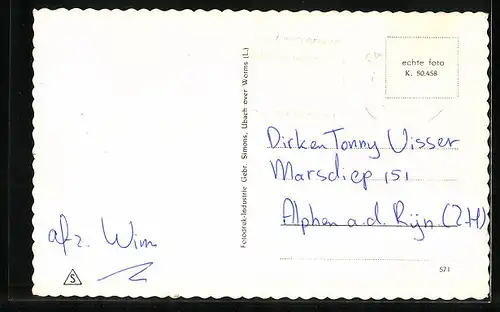 echte foto
K. 50.458
Fotodruk-Industrie Gebr. Simons, Ubach over Worms (L.)
Dirk en Tonny Visser
Marsdiep 151
Alphen a.d. Rijn (ZH)
afz. Wim
S
571